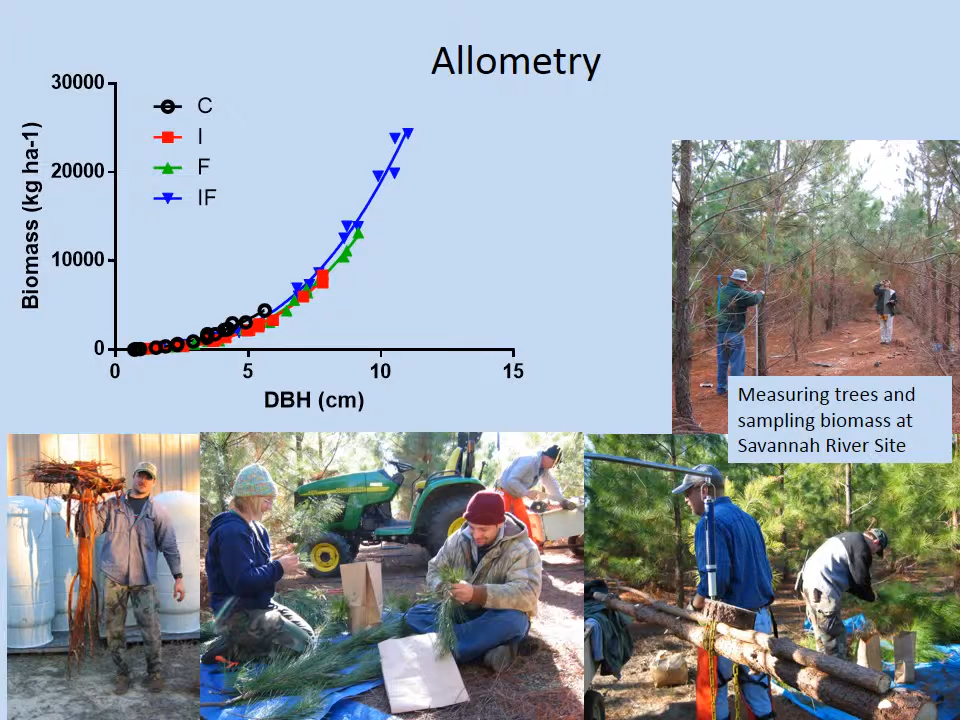 Allometry
30000
20000
10000
0
Biomass (kg ha-1)
C
I
F
IF
0
5
10
15
DBH (cm)
Measuring trees and
sampling biomass at
Savannah River Site